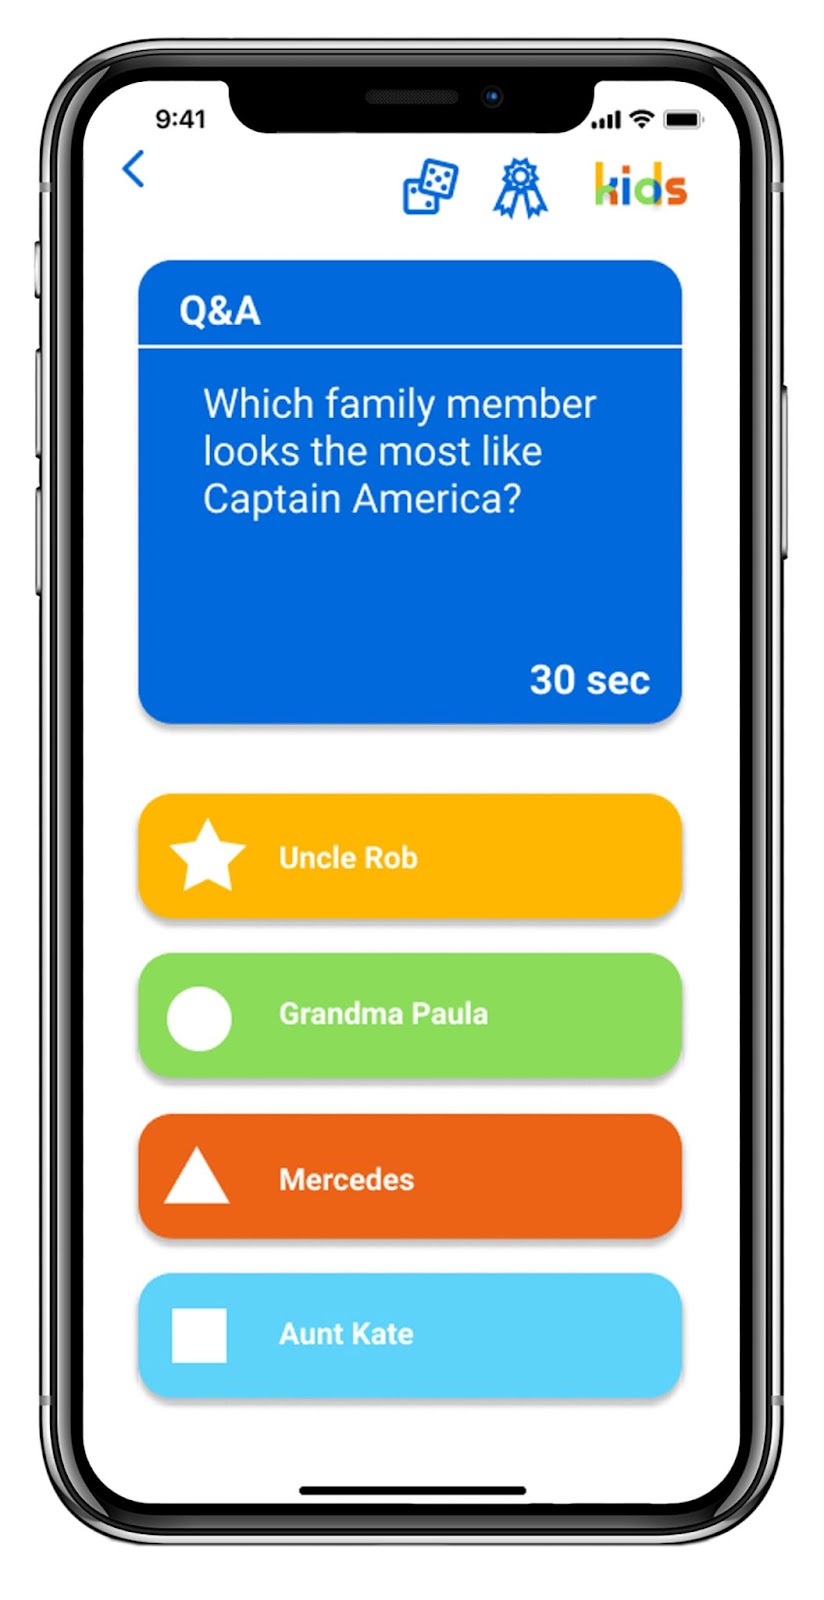 9:41
kids
Q&A
Which family member
looks the most like
Captain America?
30 sec
Uncle Rob
Grandma Paula
Mercedes
Aunt Kate